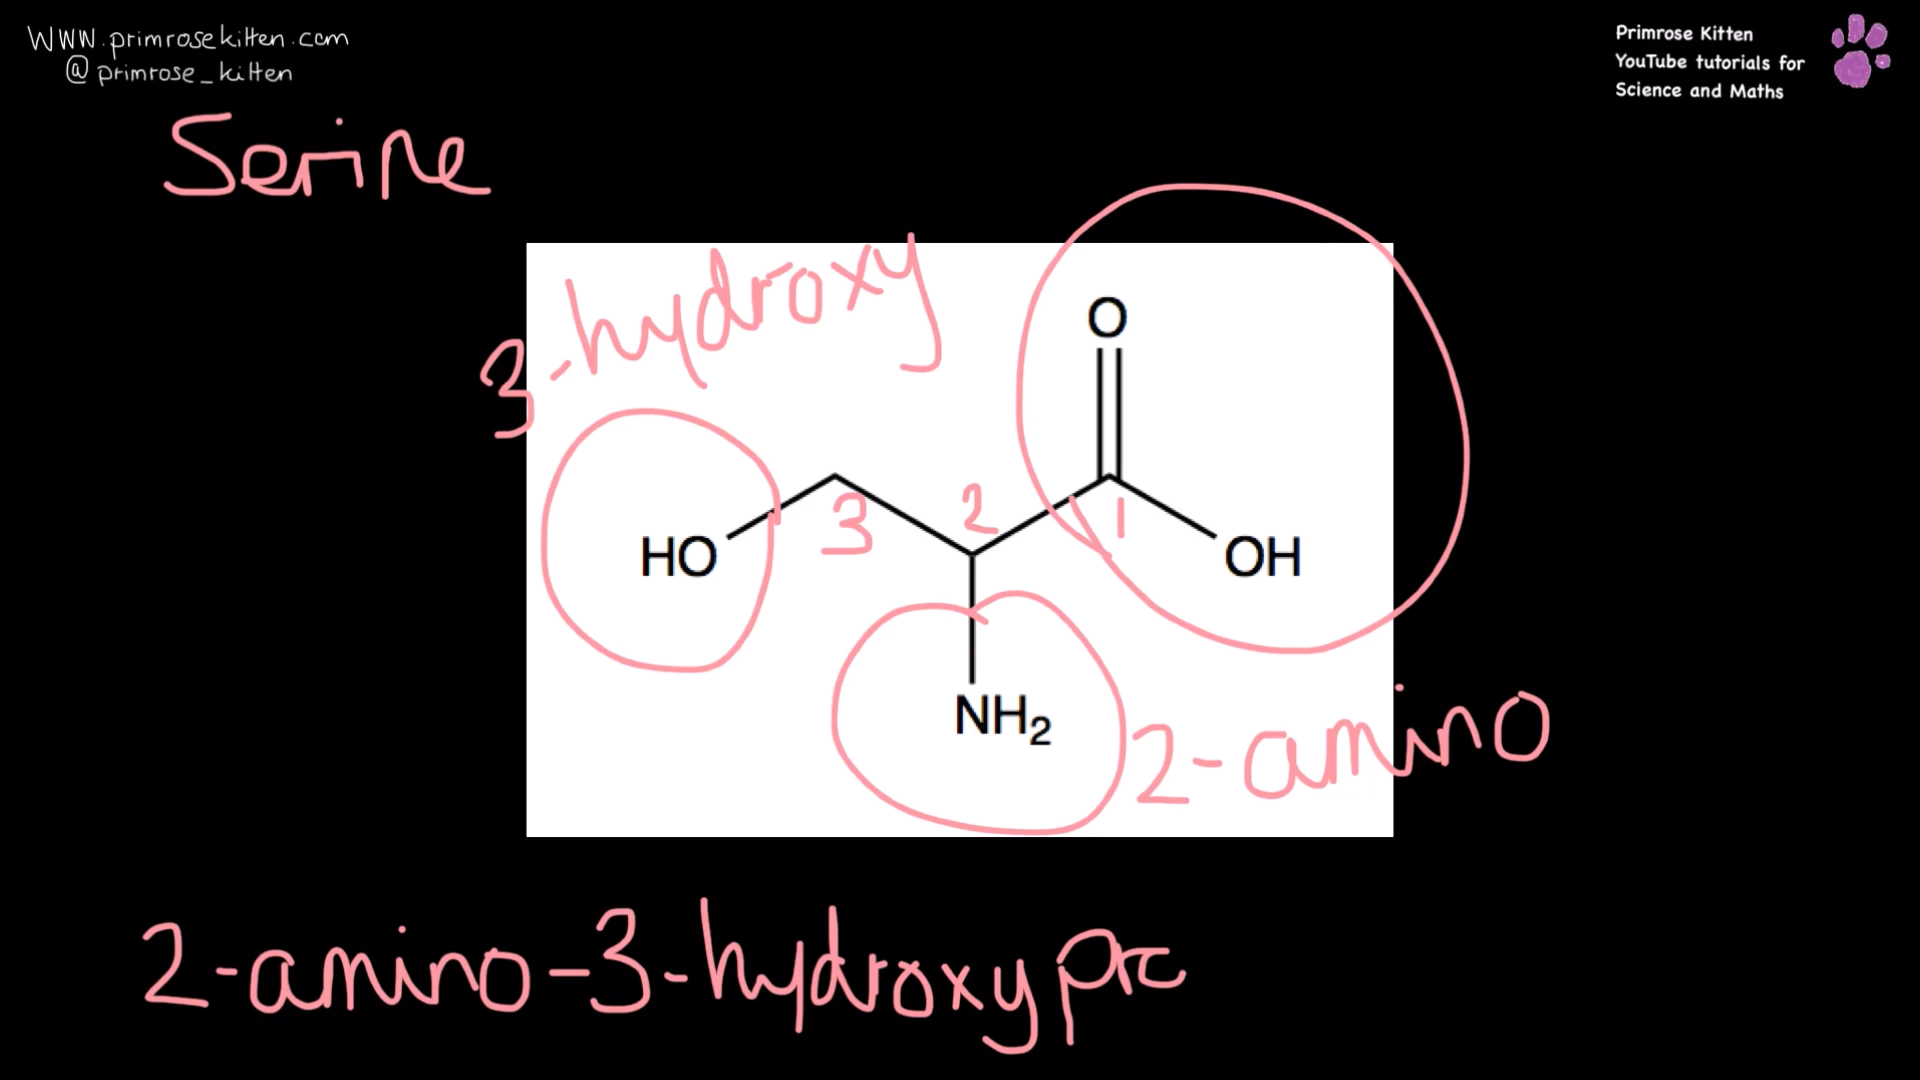 www.primrosekitten.com
@primrose_kitten
Primrose Kitten
YouTube tutorials for
Science and Maths
Serine
3-hydroxy
O
3
2
1
HO
OH
NH₂
2-amino
2-amino-3-hydroxyprc